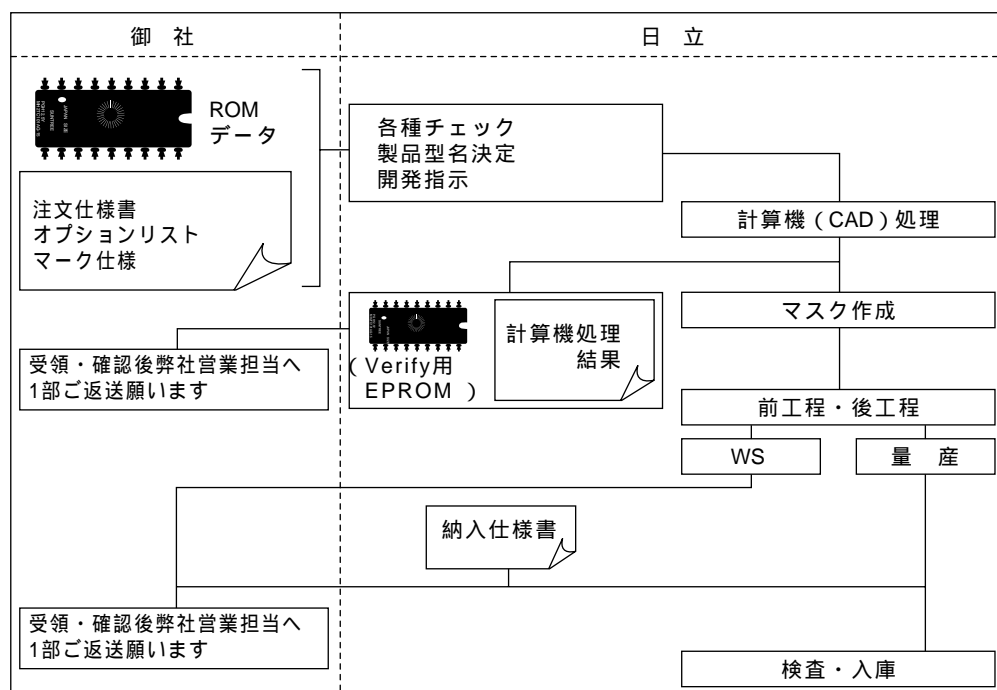 御 社
日 立
ROM
データ
注文仕様書
オプションリスト
マーク仕様
各種チェック
製品型名決定
開発指示
計算機(CAD)処理
マスク作成
(Verify用
EPROM )
計算機処理
結果
受領・確認後弊社営業担当へ
1部ご返送願います
前工程・後工程
WS
量 産
納入仕様書
受領・確認後弊社営業担当へ
1部ご返送願います
検査・入庫